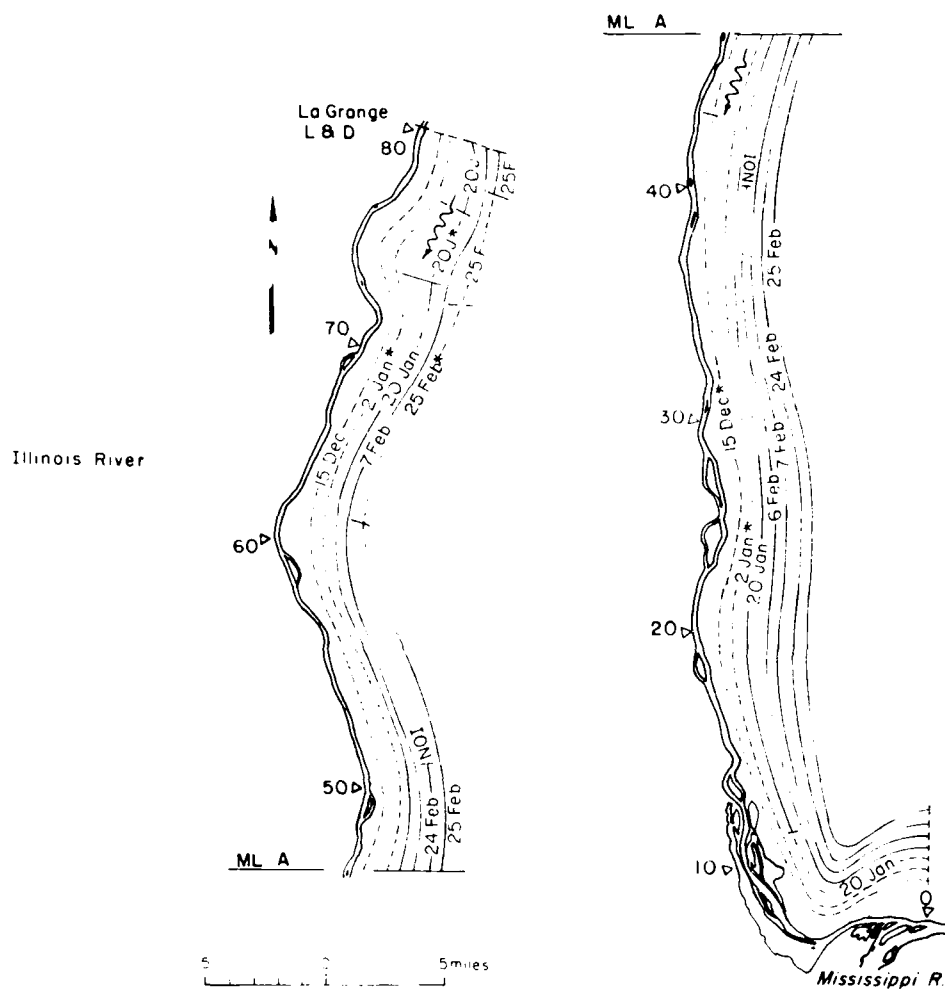 ML A
La Grange
L & D
80
20J
25F
20J*
25F
N
70
2 Jan*
20 Jan
25 Feb*
15 Dec
7 Feb
Illinois River
60
NOI
50
24 Feb
25 Feb
ML A
5 0 5 miles
40
NOI
25 Feb
24 Feb
15 Dec*
30
6 Feb
7 Feb
2 Jan*
20 Jan
20
10
20 Jan
0
Mississippi R.